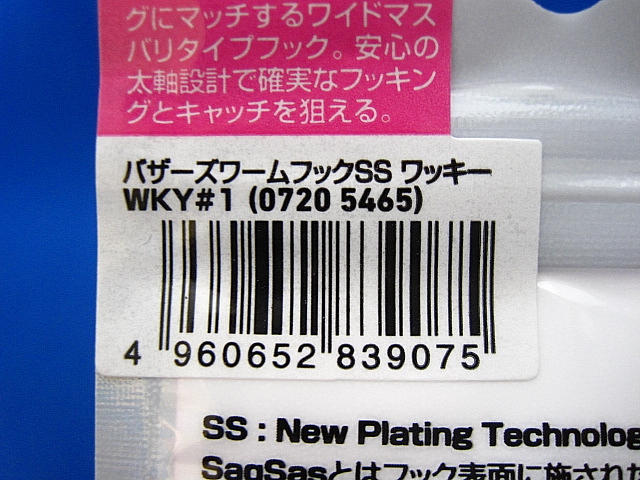 グにマッチするワイドマス
バリタイプフック。安心の
太軸設計で確実なフッキン
グとキャッチを狙える。
バザーズワームフックSS ワッキー
WKY#1 (0720 5465)
4 960652 839075
SS : New Plating Technolog
SaqSasとはフック表面に施された